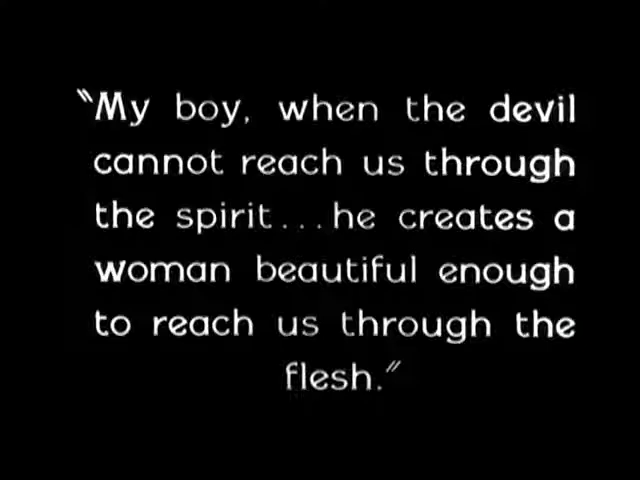 "My boy, when the devil
cannot reach us through
the spirit...he creates a
woman beautiful enough
to reach us through the
flesh."